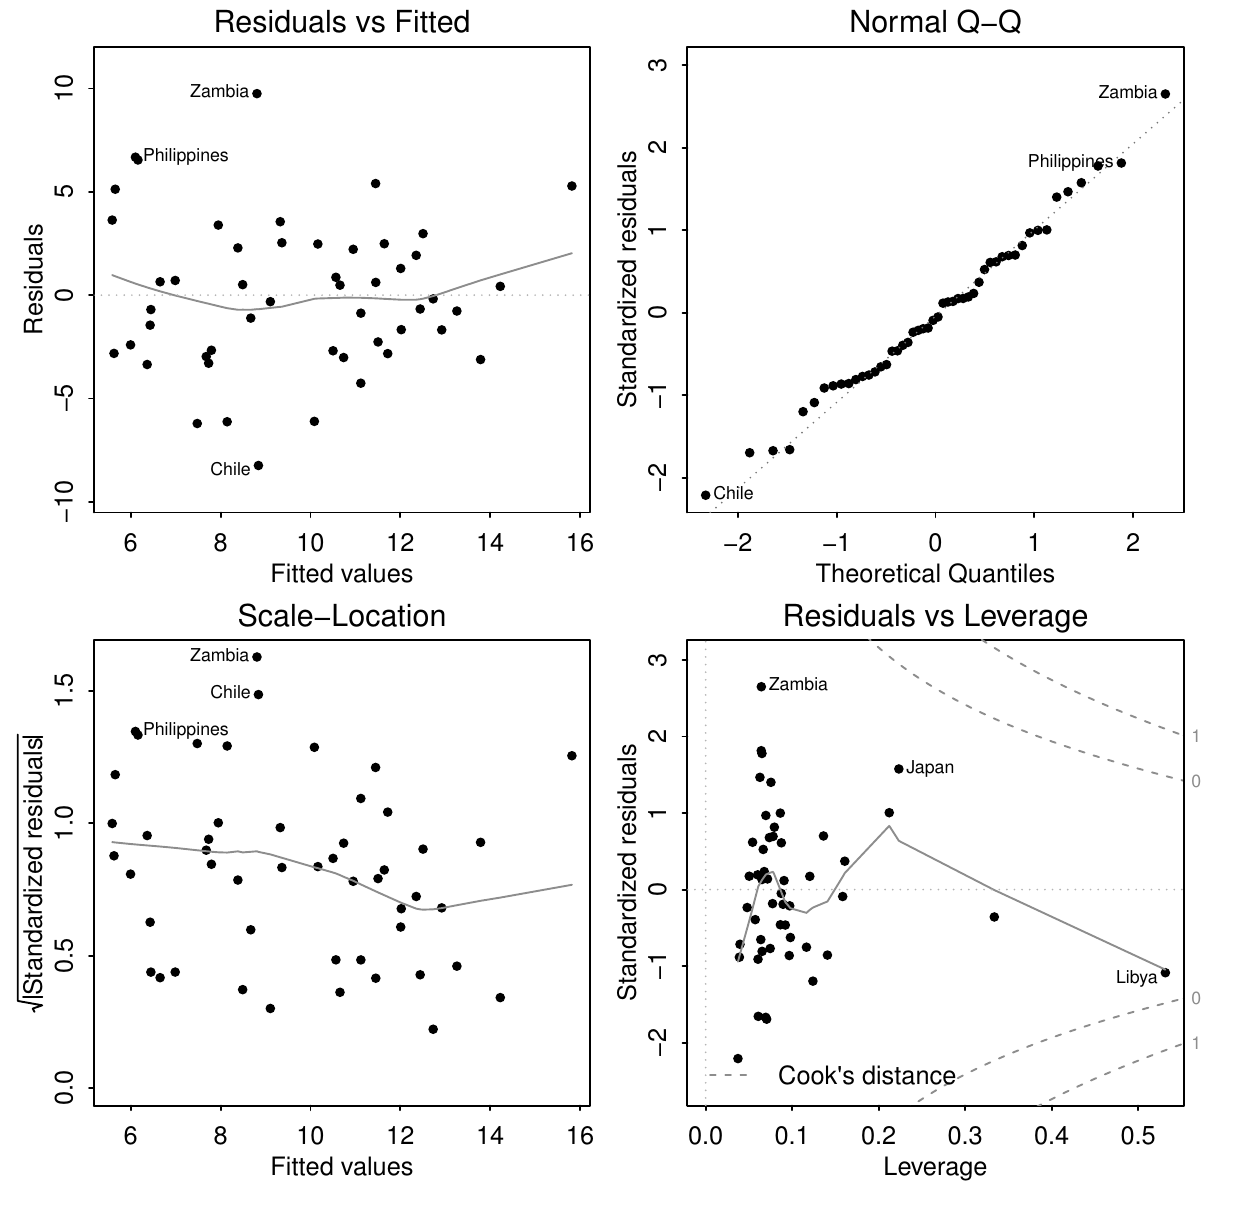 Residuals vs Fitted
Residuals
10
5
0
−5
−10
Zambia
Philippines
Chile
6 8 10 12 14 16
Fitted values
Normal Q−Q
Standardized residuals
3
2
1
0
−1
−2
Zambia
Philippines
Chile
−2 −1 0 1 2
Theoretical Quantiles
Scale−Location
√|Standardized residuals|
1.5
1.0
0.5
0.0
Zambia
Chile
Philippines
6 8 10 12 14 16
Fitted values
Residuals vs Leverage
Standardized residuals
3
2
1
0
−1
−2
Zambia
Japan
Libya
1
0
0
1
Cook's distance
0.0 0.1 0.2 0.3 0.4 0.5
Leverage